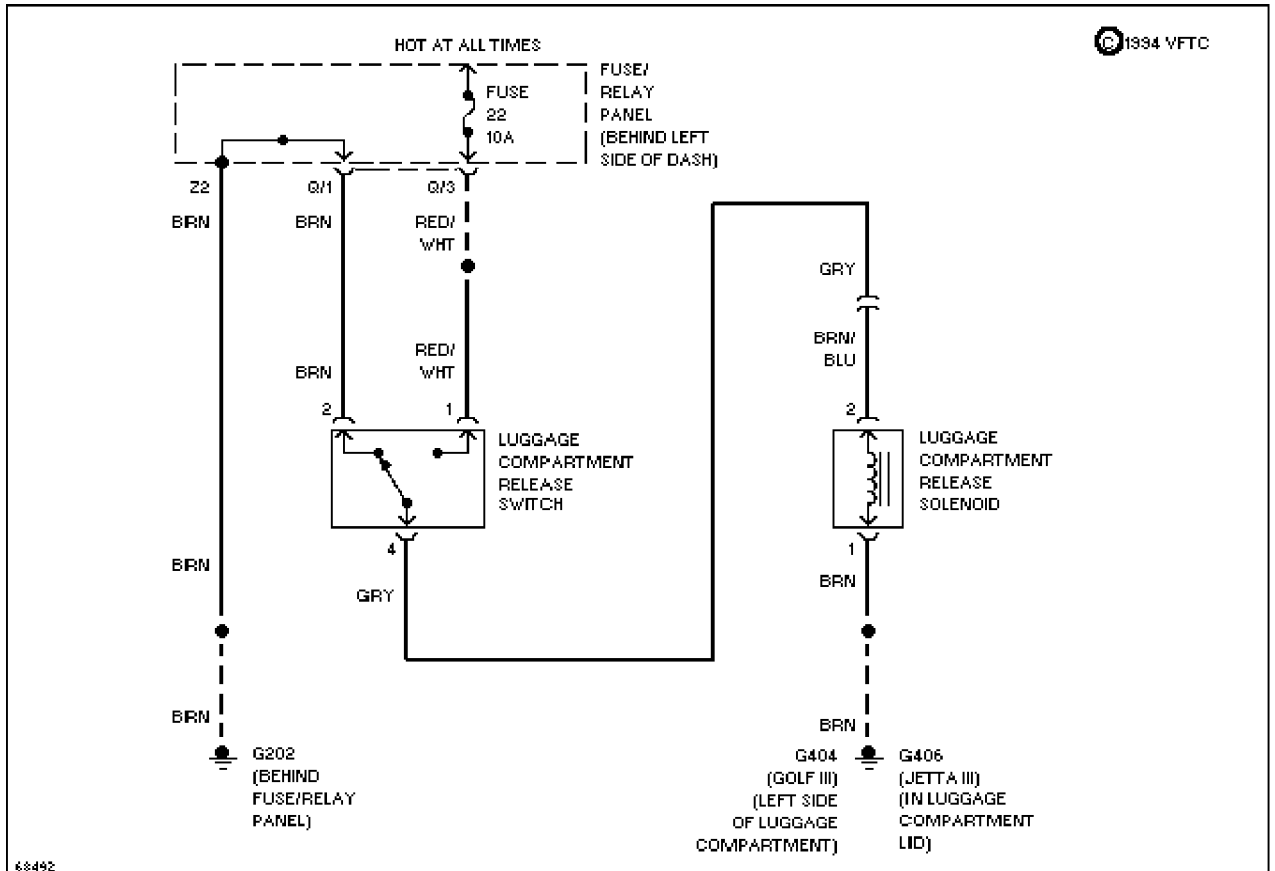 HOT AT ALL TIMES
© 1994 VFTC
FUSE/
RELAY
PANEL
(BEHIND LEFT
SIDE OF DASH)
FUSE
22
10A
Z2
Q/1
Q/3
BRN
BRN
RED/
WHT
GRY
BRN/
BLU
BRN
RED/
WHT
2
1
2
LUGGAGE
COMPARTMENT
RELEASE
SWITCH
LUGGAGE
COMPARTMENT
RELEASE
SOLENOID
4
1
BRN
GRY
BRN
BRN
BRN
G202
(BEHIND
FUSE/RELAY
PANEL)
G404
(GOLF III)
(LEFT SIDE
OF LUGGAGE
COMPARTMENT)
G406
(JETTA III)
(IN LUGGAGE
COMPARTMENT
LID)
68492